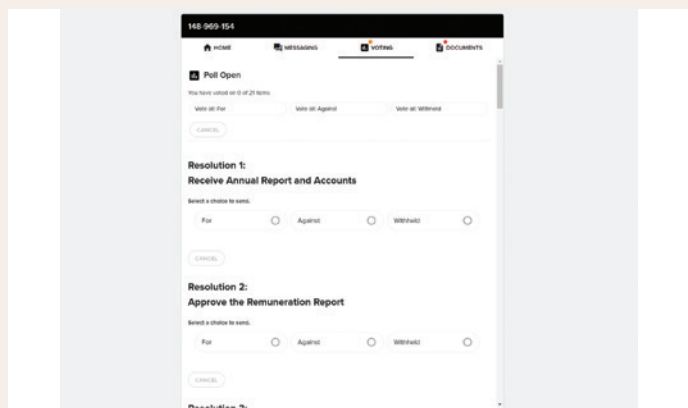 148-969-154
HOME MESSAGING VOTING DOCUMENTS
Poll Open
You have voted on 0 of 21 items
Vote all: For Vote all: Against Vote all: Withheld
CANCEL
Resolution 1:
Receive Annual Report and Accounts
Select a choice to send.
For Against Withheld
CANCEL
Resolution 2:
Approve the Remuneration Report
Select a choice to send.
For Against Withheld
CANCEL
Resolution 3: